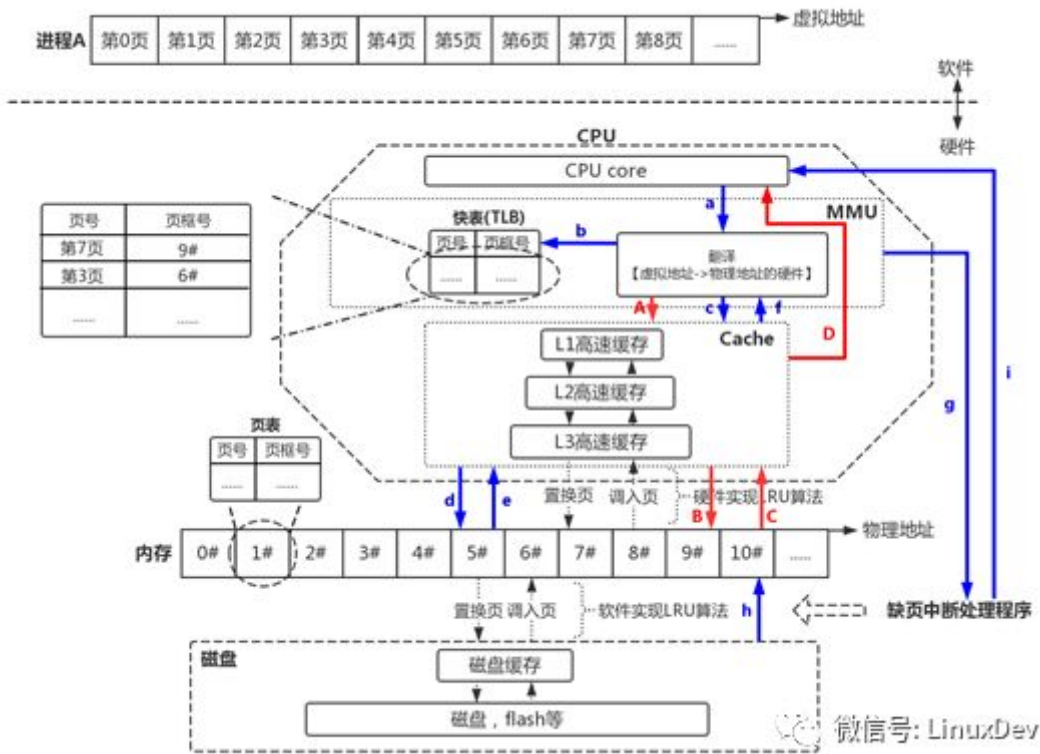 虚拟地址
进程A 第0页 第1页 第2页 第3页 第4页 第5页 第6页 第7页 第8页 ......
软件
硬件
CPU
CPU core
MMU
a
快表(TLB)
b
页号 页框号
...... ......
翻译
【虚拟地址->物理地址的硬件】
页号 页框号
第7页 9#
第3页 6#
...... ......
A c f
Cache
D
L1高速缓存
L2高速缓存
L3高速缓存
g
i
页表
页号 页框号
...... ......
d e
置换页 调入页
硬件实现LRU算法
B C
物理地址
内存 0# 1# 2# 3# 4# 5# 6# 7# 8# 9# 10# ......
置换页 调入页
软件实现LRU算法
h
缺页中断处理程序
磁盘
磁盘缓存
磁盘，flash等
微信号: LinuxDev